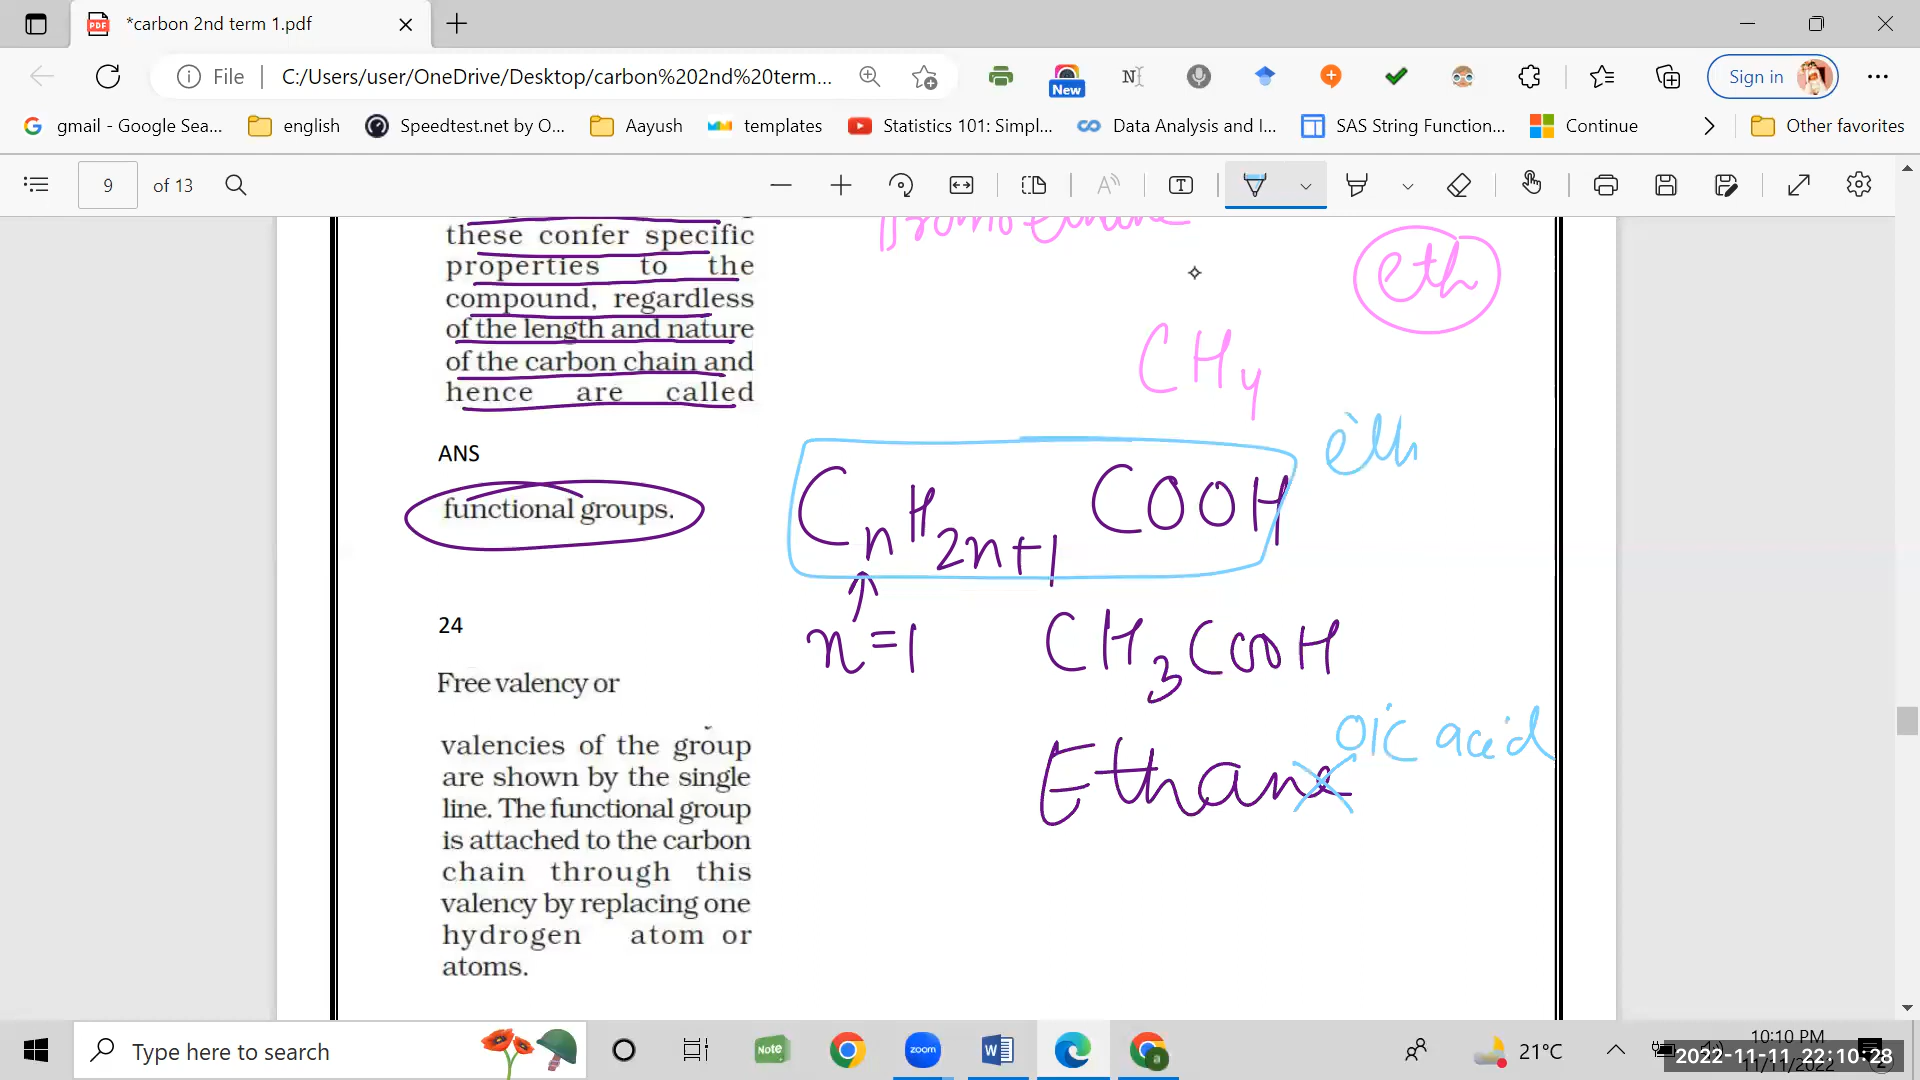 *carbon 2nd term 1.pdf
File
C:/Users/user/OneDrive/Desktop/carbon%202nd%20term...
New
Sign in
gmail - Google Sea...
english
Speedtest.net by O...
Aayush
templates
Statistics 101: Simpl...
Data Analysis and I...
SAS String Function...
Continue
Other favorites
9 of 13
these confer specific
properties to the
compound, regardless
of the length and nature
of the carbon chain and
hence are called
eth
CH4
ANS
functional groups.
CnH2n+1 COOH
eth
n=1
CH3COOH
24
Free valency or
valencies of the group
are shown by the single
line. The functional group
is attached to the carbon
chain through this
valency by replacing one
hydrogen atom or
atoms.
Ethane
oic acid
Type here to search
Note
zoom
21°C
10:10 PM
2022-11-11 22:10:28